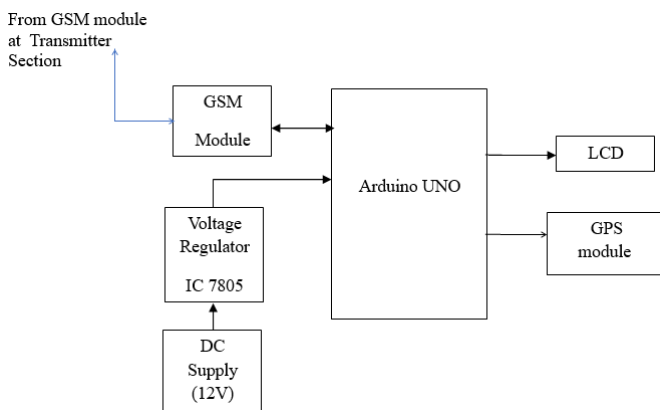 From GSM module
at Transmitter
Section
GSM
Module
Arduino UNO
LCD
GPS
module
Voltage
Regulator
IC 7805
DC
Supply
(12V)